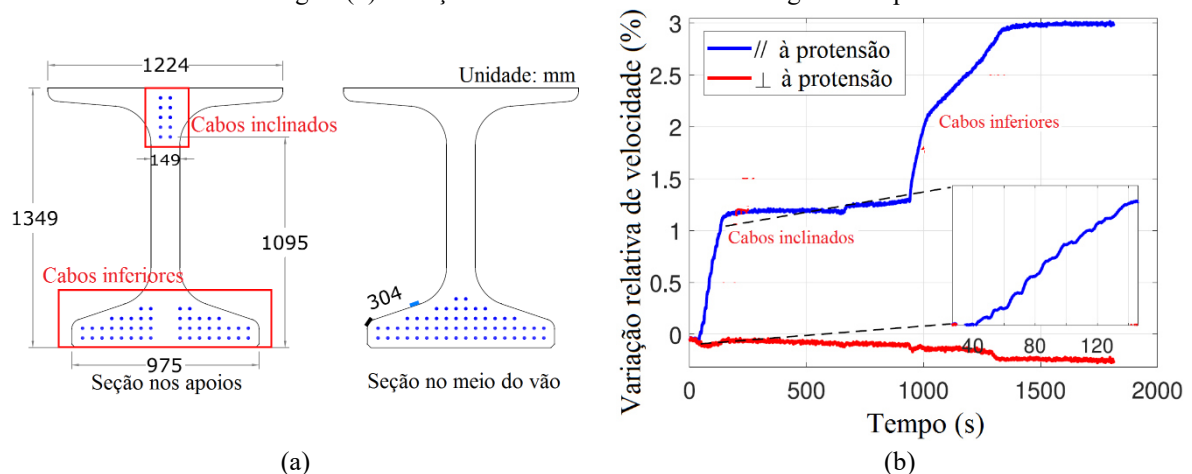 1224
Unidade: mm
Cabos inclinados
149
1349
1095
Cabos inferiores
304
975
Seção nos apoios
Seção no meio do vão
(a)
(b)
Variação relativa de velocidade (%)
3
2.5
2
1.5
1
0.5
0
// à protensão
⊥ à protensão
Cabos inferiores
Cabos inclinados
40
80
120
0
500
1000
1500
2000
Tempo (s)
(b)